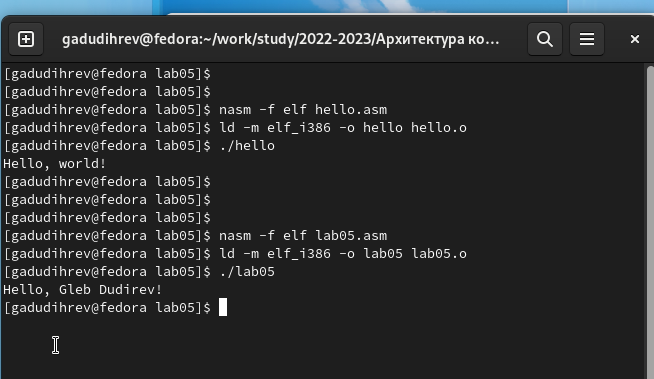 gadudihrev@fedora:~/work/study/2022-2023/Архитектура ко...
[gadudihrev@fedora lab05]$
[gadudihrev@fedora lab05]$
[gadudihrev@fedora lab05]$ nasm -f elf hello.asm
[gadudihrev@fedora lab05]$ ld -m elf_i386 -o hello hello.o
[gadudihrev@fedora lab05]$ ./hello
Hello, world!
[gadudihrev@fedora lab05]$
[gadudihrev@fedora lab05]$
[gadudihrev@fedora lab05]$
[gadudihrev@fedora lab05]$ nasm -f elf lab05.asm
[gadudihrev@fedora lab05]$ ld -m elf_i386 -o lab05 lab05.o
[gadudihrev@fedora lab05]$ ./lab05
Hello, Gleb Dudirev!
[gadudihrev@fedora lab05]$